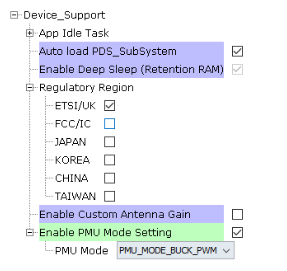 Device_Support
App Idle Task
Auto load PDS_SubSystem
Enable Deep Sleep (Retention RAM)
Regulatory Region
ETSI/UK
FCC/IC
JAPAN
KOREA
CHINA
TAIWAN
Enable Custom Antenna Gain
Enable PMU Mode Setting
PMU Mode PMU_MODE_BUCK_PWM